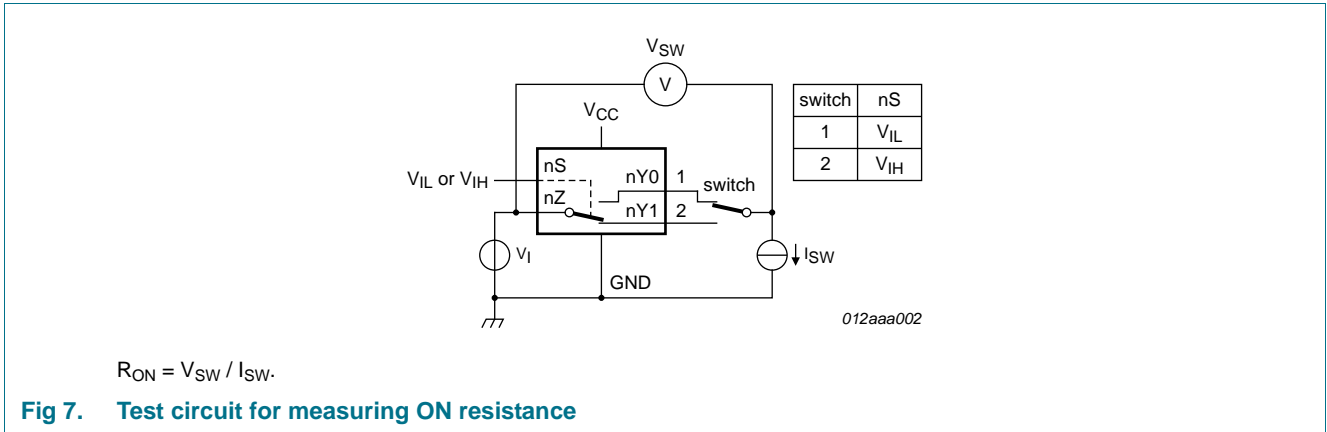 VSW
V
VCC
VIL or VIH
nS
nZ
nY0
nY1
1
2
switch
VI
GND
ISW
switch nS
1 VIL
2 VIH
012aaa002
RON = VSW / ISW.
Fig 7. Test circuit for measuring ON resistance